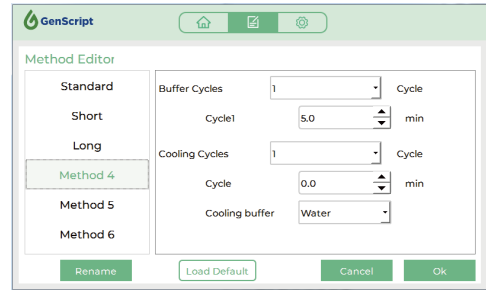 GenScript
Method Editor
Standard
Short
Long
Method 4
Method 5
Method 6
Buffer Cycles 1 Cycle
Cycle1 5.0 min
Cooling Cycles 1 Cycle
Cycle 0.0 min
Cooling buffer Water
Rename Load Default Cancel Ok